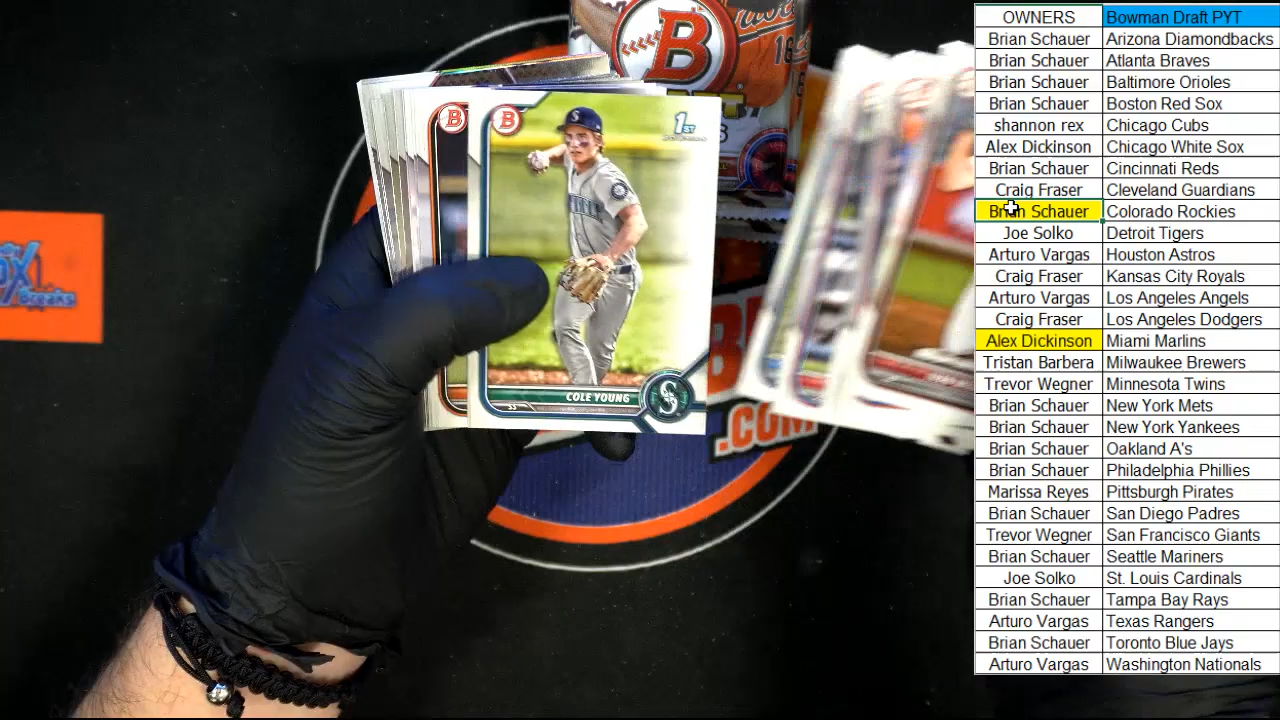 OWNERS Bowman Draft PYT
Brian Schauer Arizona Diamondbacks
Brian Schauer Atlanta Braves
Brian Schauer Baltimore Orioles
Brian Schauer Boston Red Sox
shannon rex Chicago Cubs
Alex Dickinson Chicago White Sox
Brian Schauer Cincinnati Reds
Craig Fraser Cleveland Guardians
Brian Schauer Colorado Rockies
Joe Solko Detroit Tigers
Arturo Vargas Houston Astros
Craig Fraser Kansas City Royals
Arturo Vargas Los Angeles Angels
Craig Fraser Los Angeles Dodgers
Alex Dickinson Miami Marlins
Tristan Barbera Milwaukee Brewers
Trevor Wegner Minnesota Twins
Brian Schauer New York Mets
Brian Schauer New York Yankees
Brian Schauer Oakland A's
Brian Schauer Philadelphia Phillies
Marissa Reyes Pittsburgh Pirates
Brian Schauer San Diego Padres
Trevor Wegner San Francisco Giants
Brian Schauer Seattle Mariners
Joe Solko St. Louis Cardinals
Brian Schauer Tampa Bay Rays
Arturo Vargas Texas Rangers
Brian Schauer Toronto Blue Jays
Arturo Vargas Washington Nationals
B
16
B
B
1ST
S
COLE YOUNG
SS
S
Breaks
.COM